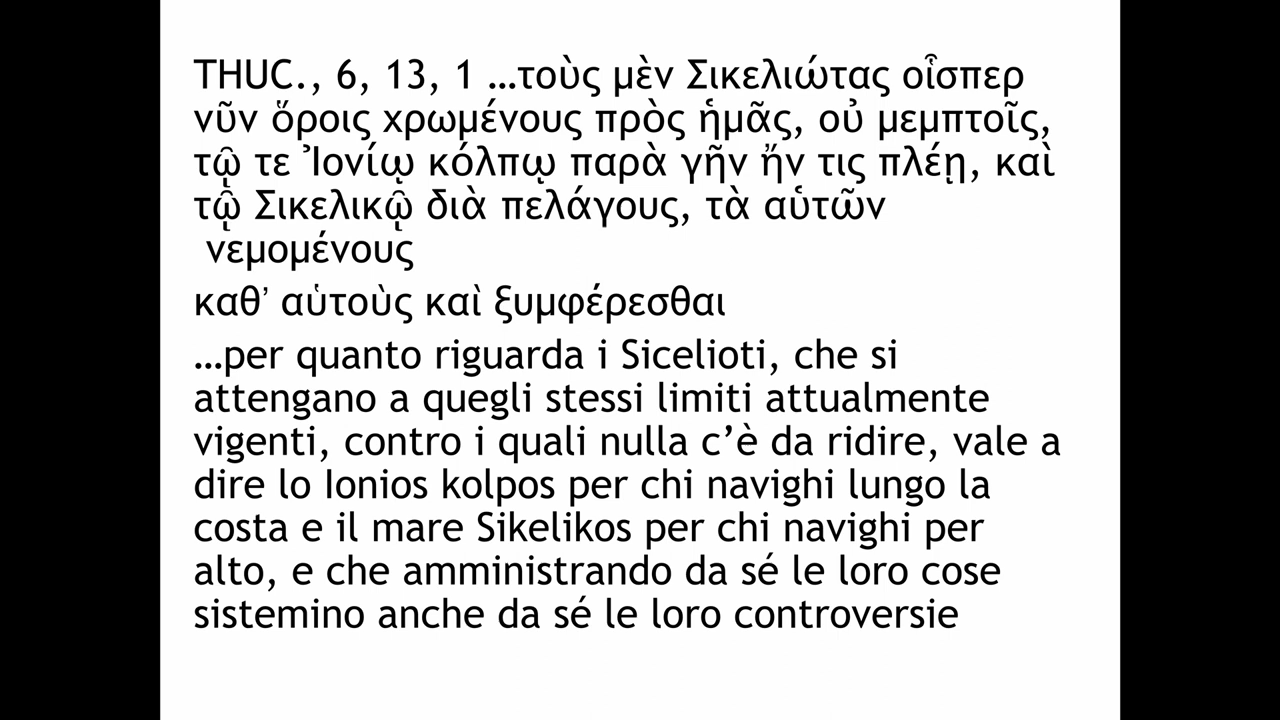 THUC., 6, 13, 1 …τοὺς μὲν Σικελιώτας οἷσπερ
νῦν ὅροις χρωμένους πρὸς ἡμᾶς, οὐ μεμπτοῖς,
τῷ τε Ἰονίῳ κόλπῳ παρὰ γῆν ἤν τις πλέῃ, καὶ
τῷ Σικελικῷ διὰ πελάγους, τὰ αὑτῶν
νεμομένους
καθ’ αὑτοὺς καὶ ξυμφέρεσθαι
…per quanto riguarda i Sicelioti, che si
attengano a quegli stessi limiti attualmente
vigenti, contro i quali nulla c’è da ridire, vale a
dire lo Ionios kolpos per chi navighi lungo la
costa e il mare Sikelikos per chi navighi per
alto, e che amministrando da sé le loro cose
sistemino anche da sé le loro controversie